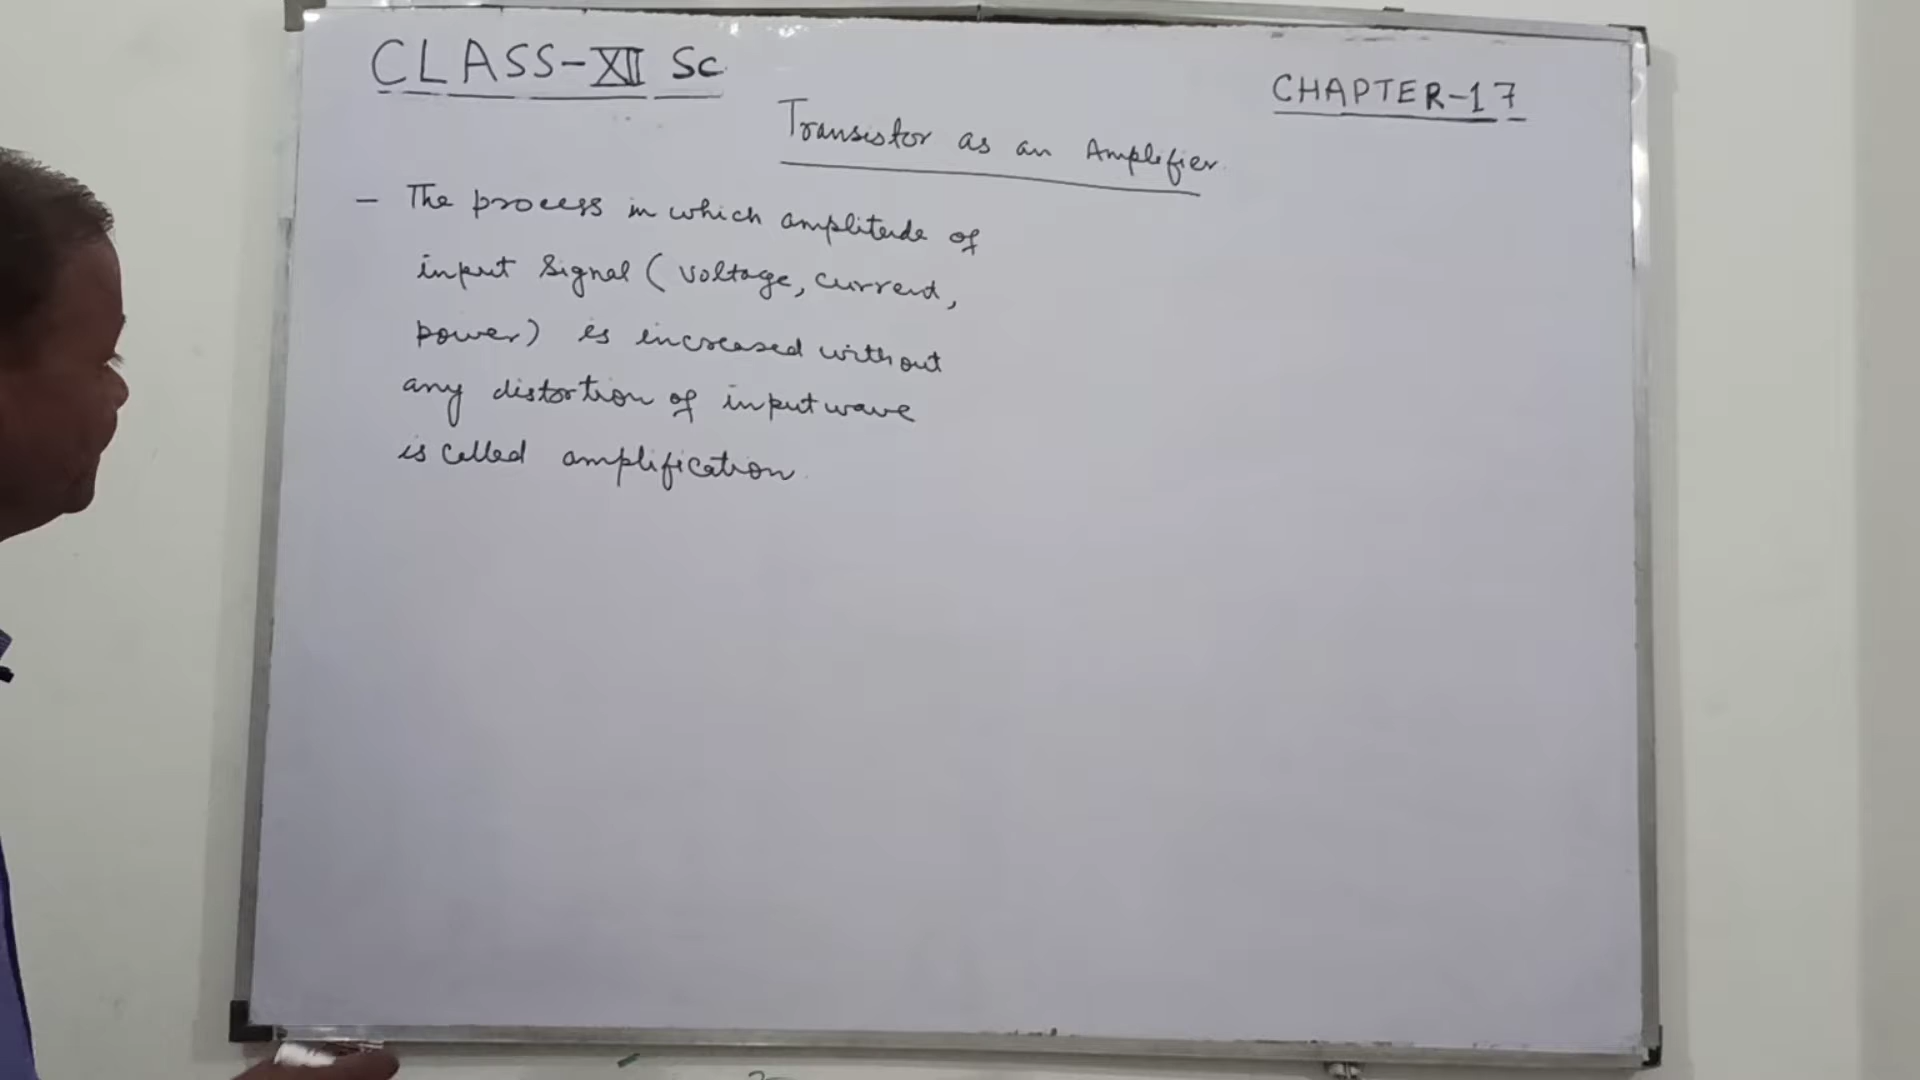 CLASS-XII Sc.
CHAPTER-17
Transistor as an Amplifier.
- The process in which amplitude of
input Signal (Voltage, current,
power) is increased without
any distortion of input wave
is called amplification.